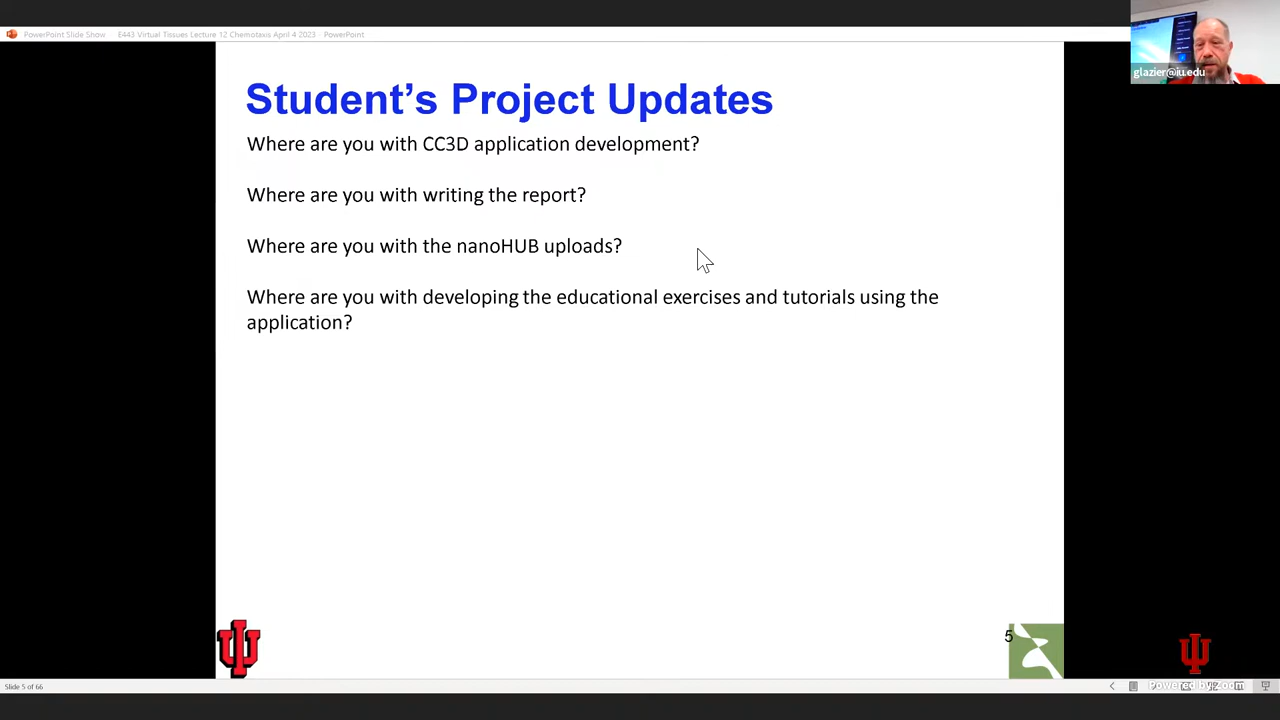 PowerPoint Slide Show
E443 Virtual Tissues Lecture 12 Chemotaxis April 4 2023 - PowerPoint
glazier@iu.edu
Student’s Project Updates
Where are you with CC3D application development?
Where are you with writing the report?
Where are you with the nanoHUB uploads?
Where are you with developing the educational exercises and tutorials using the
application?
5
Slide 5 of 66
Powered by Zoom